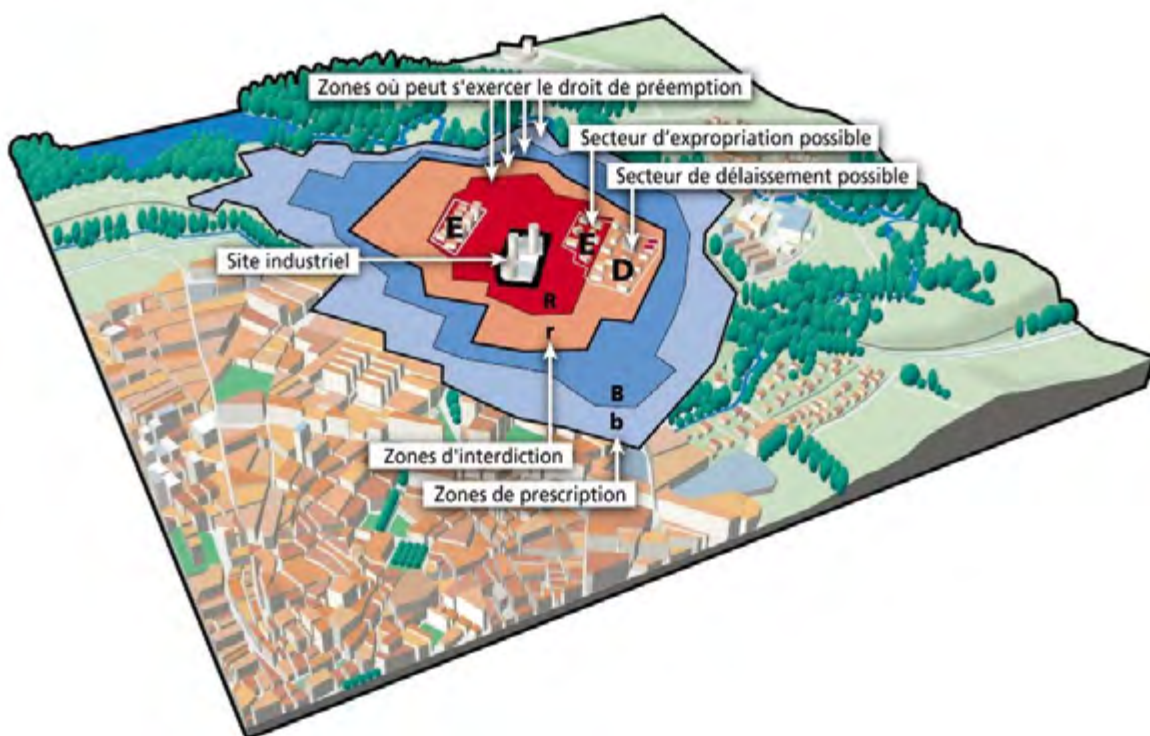 Zones où peut s'exercer le droit de préemption
Secteur d'expropriation possible
Secteur de délaissement possible
E
E
D
Site industriel
R
r
B
b
Zones d'interdiction
Zones de prescription